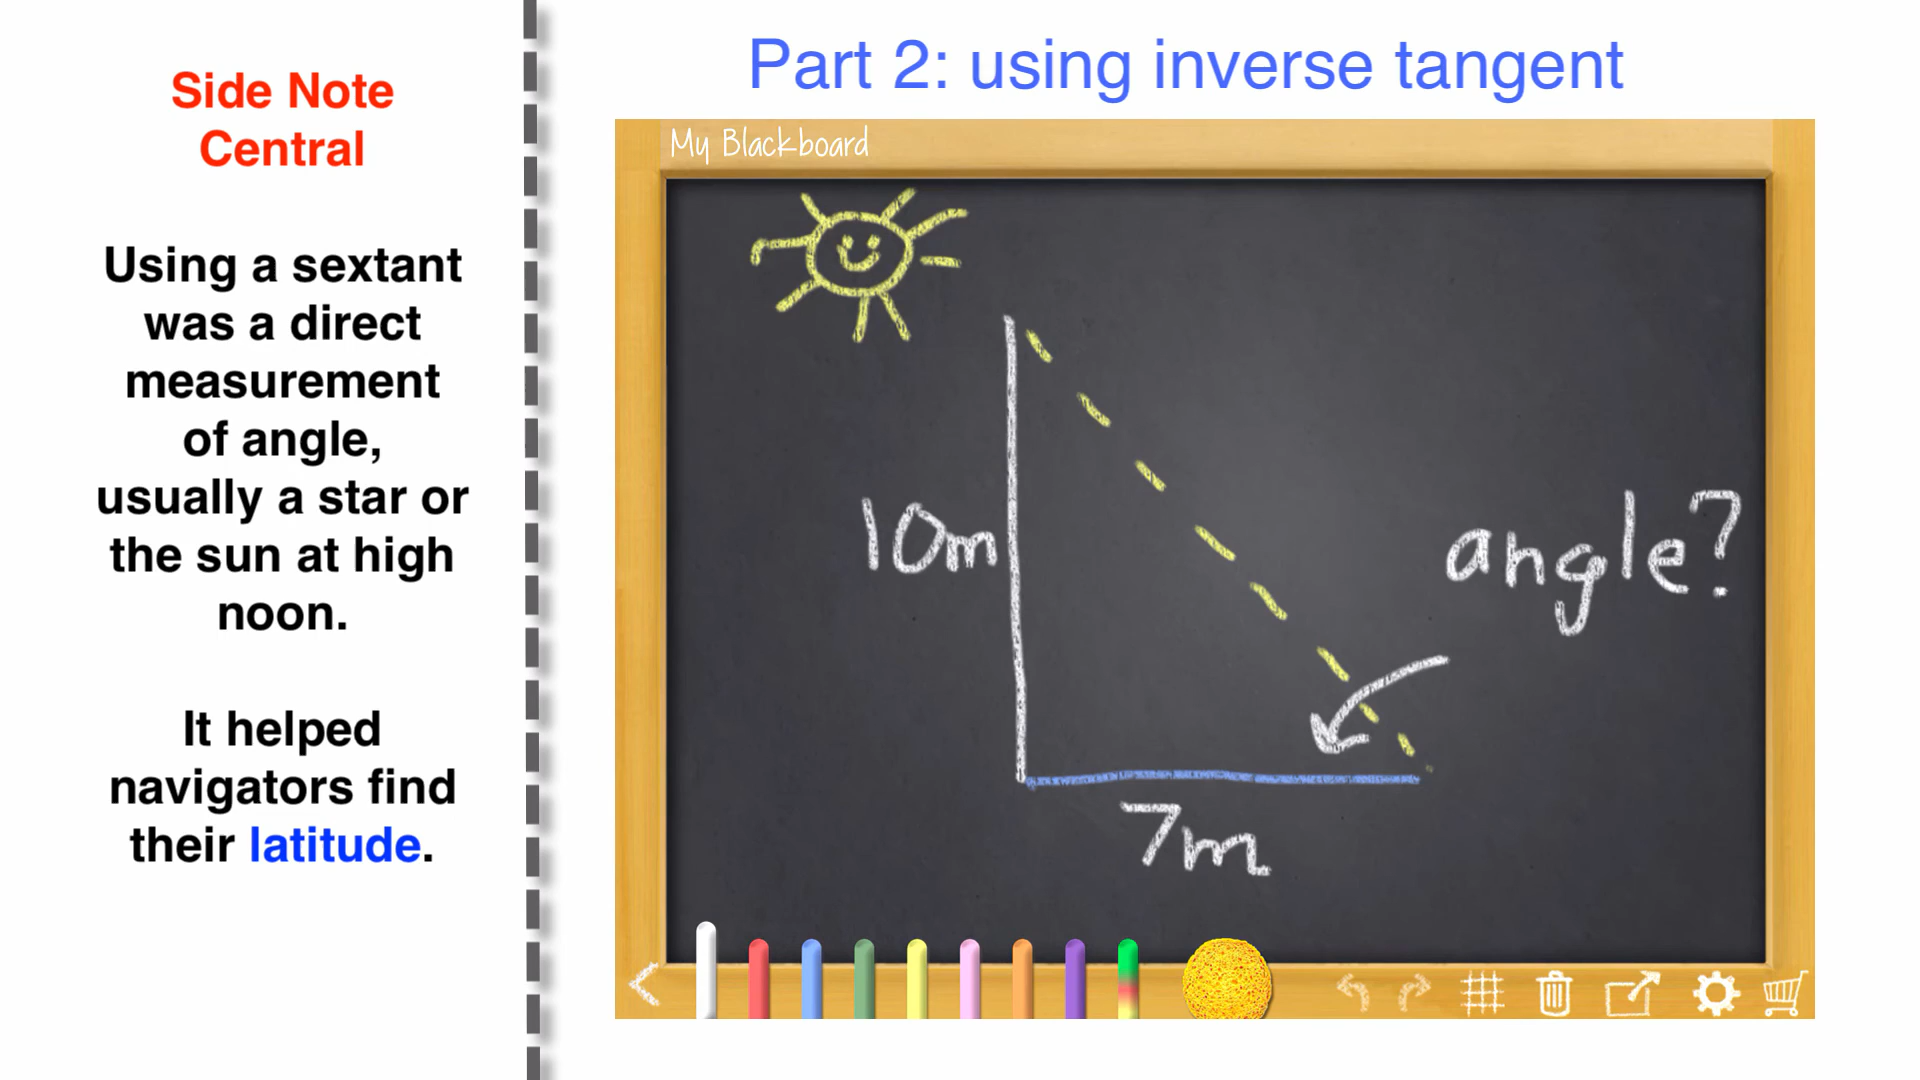 Side Note
Central
Using a sextant
was a direct
measurement
of angle,
usually a star or
the sun at high
noon.
It helped
navigators find
their latitude.
Part 2: using inverse tangent
My Blackboard
10m
angle?
7m